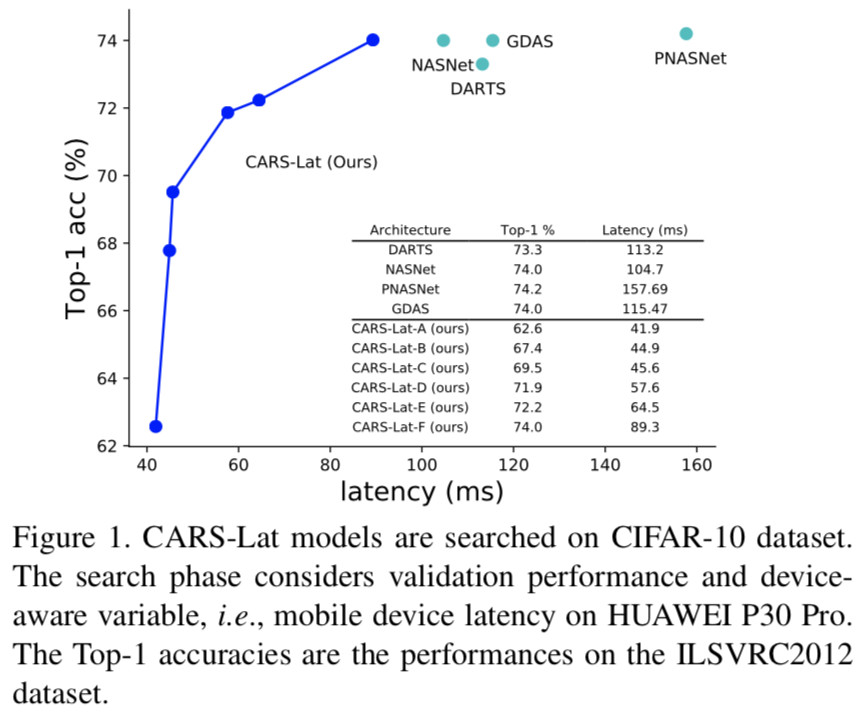 74
72
70
68
66
64
62
Top-1 acc (%)
NASNet
GDAS
DARTS
PNASNet
CARS-Lat (Ours)
Architecture Top-1 % Latency (ms)
DARTS 73.3 113.2
NASNet 74.0 104.7
PNASNet 74.2 157.69
GDAS 74.0 115.47
CARS-Lat-A (ours) 62.6 41.9
CARS-Lat-B (ours) 67.4 44.9
CARS-Lat-C (ours) 69.5 45.6
CARS-Lat-D (ours) 71.9 57.6
CARS-Lat-E (ours) 72.2 64.5
CARS-Lat-F (ours) 74.0 89.3
40 60 80 100 120 140 160
latency (ms)
Figure 1. CARS-Lat models are searched on CIFAR-10 dataset.
The search phase considers validation performance and device-
aware variable, i.e., mobile device latency on HUAWEI P30 Pro.
The Top-1 accuracies are the performances on the ILSVRC2012
dataset.